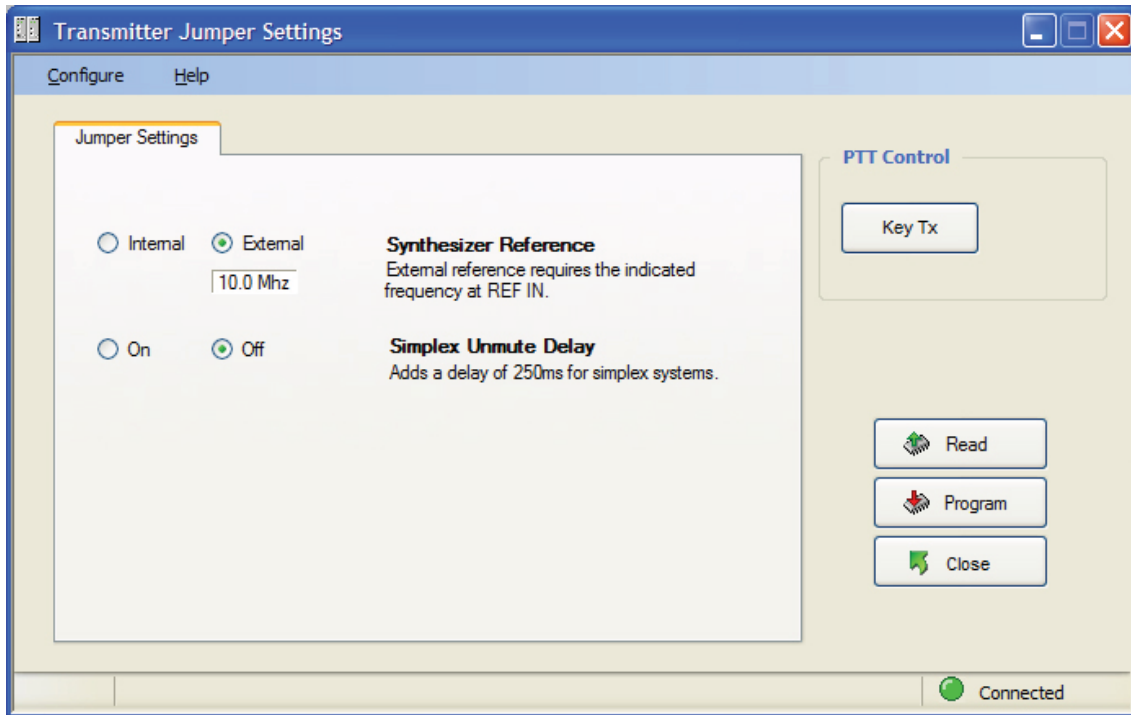 Transmitter Jumper Settings
Configure Help
Jumper Settings
Internal External
10.0 Mhz
Synthesizer Reference
External reference requires the indicated
frequency at REF IN.
On Off
Simplex Unmute Delay
Adds a delay of 250ms for simplex systems.
PTT Control
Key Tx
Read
Program
Close
Connected